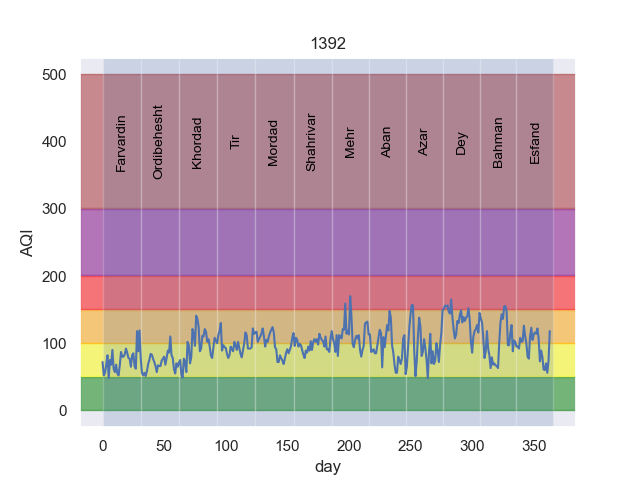 1392
500
400
300
200
100
0
AQI
Farvardin
Ordibehesht
Khordad
Tir
Mordad
Shahrivar
Mehr
Aban
Azar
Dey
Bahman
Esfand
0 50 100 150 200 250 300 350
day